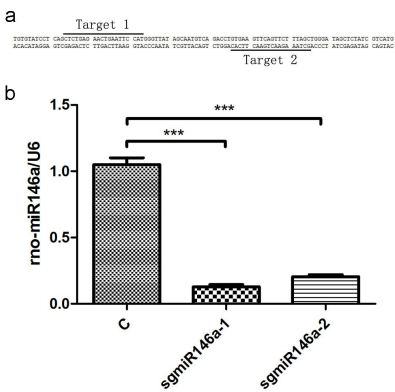 a
Target 1
TGTGTATCCT CAGCTCTGAG AACTGAATTC CATGGGTTAT AGCAATGTCA GACCTGTGAA GTTCAGTTCT TTAGCTGGGA TAGCTCTATC GTCATG
ACACATAGGA GTCGAGACTC TTGACTTAAG GTACCCAATA TCGTTACAGT CTGGACACTT CAAGTCAAGA AATCGACCCT ATCGAGATAG CAGTAC
Target 2
b
rno-miR146a/U6
1.5
***
***
1.0
0.5
0.0
C
sgmiR146a-1
sgmiR146a-2